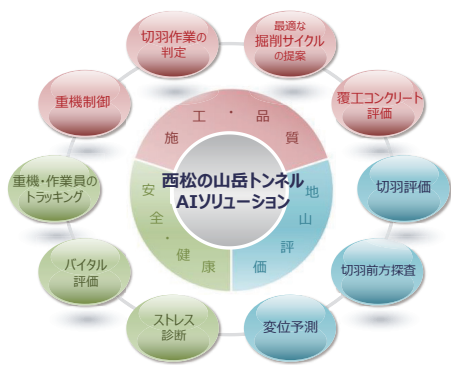 切羽作業の
判定
最適な
掘削サイクル
の提案
重機制御
覆工コンクリート
評価
施工・品質
重機・作業員の
トラッキング
西松の山岳トンネル
AIソリューション
安全・健康
地山評価
切羽評価
バイタル
評価
切羽前方探査
ストレス
診断
変位予測